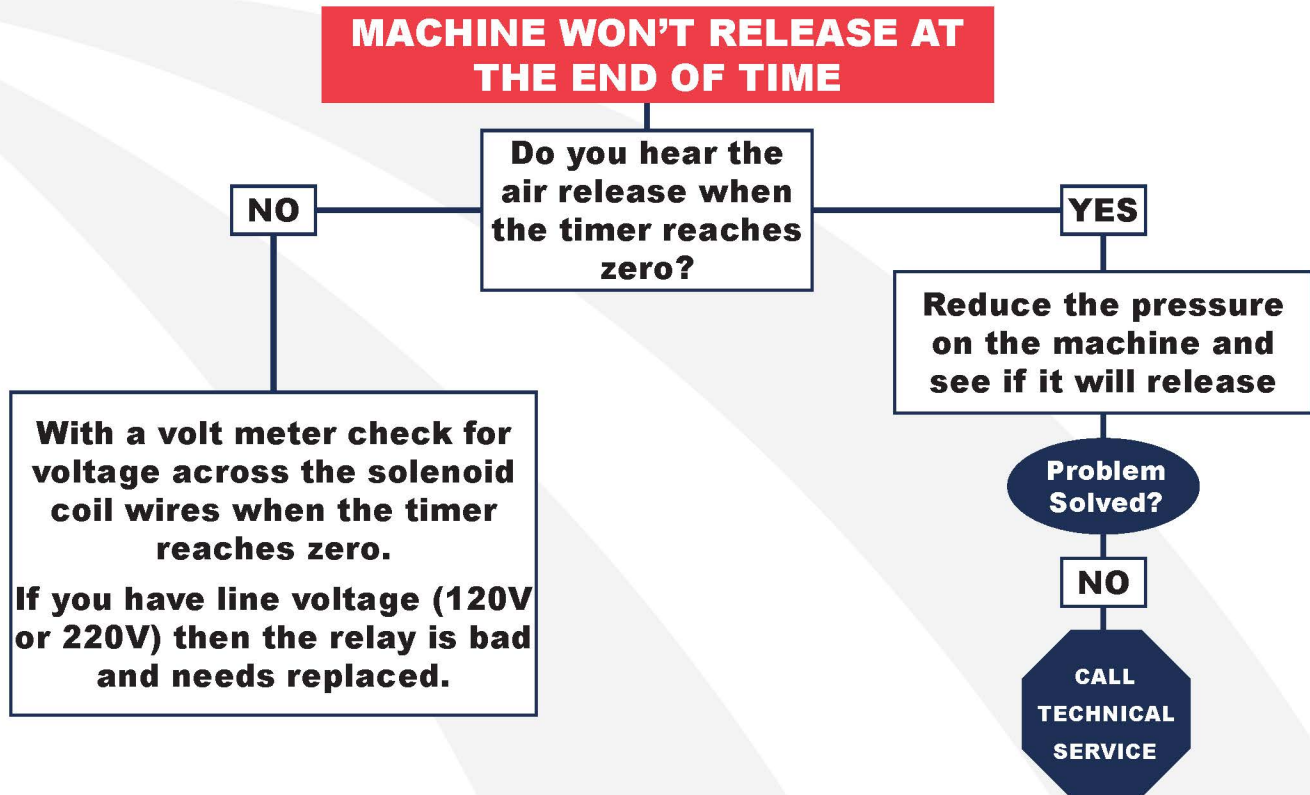 MACHINE WON'T RELEASE AT
THE END OF TIME
Do you hear the
air release when
the timer reaches
zero?
NO
YES
With a volt meter check for
voltage across the solenoid
coil wires when the timer
reaches zero.
If you have line voltage (120V
or 220V) then the relay is bad
and needs replaced.
Reduce the pressure
on the machine and
see if it will release
Problem
Solved?
NO
CALL
TECHNICAL
SERVICE